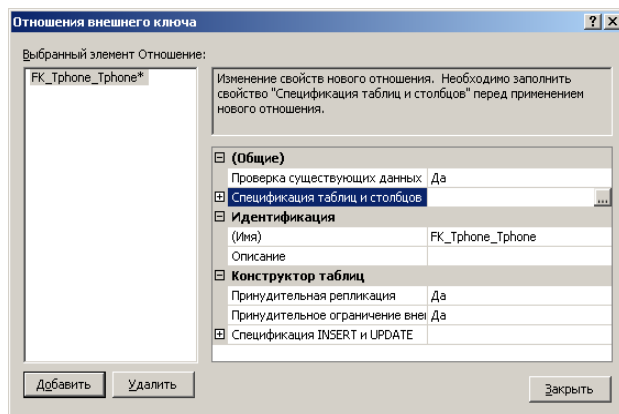 Отношения внешнего ключа
Выбранный элемент Отношение:
FK_Tphone_Tphone*
Изменение свойств нового отношения. Необходимо заполнить
свойство "Спецификация таблиц и столбцов" перед применением
нового отношения.
(Общие)
Проверка существующих данных Да
Спецификация таблиц и столбцов ...
Идентификация
(Имя) FK_Tphone_Tphone
Описание
Конструктор таблиц
Принудительная репликация Да
Принудительное ограничение вне Да
Спецификация INSERT и UPDATE
Добавить Удалить
Закрыть